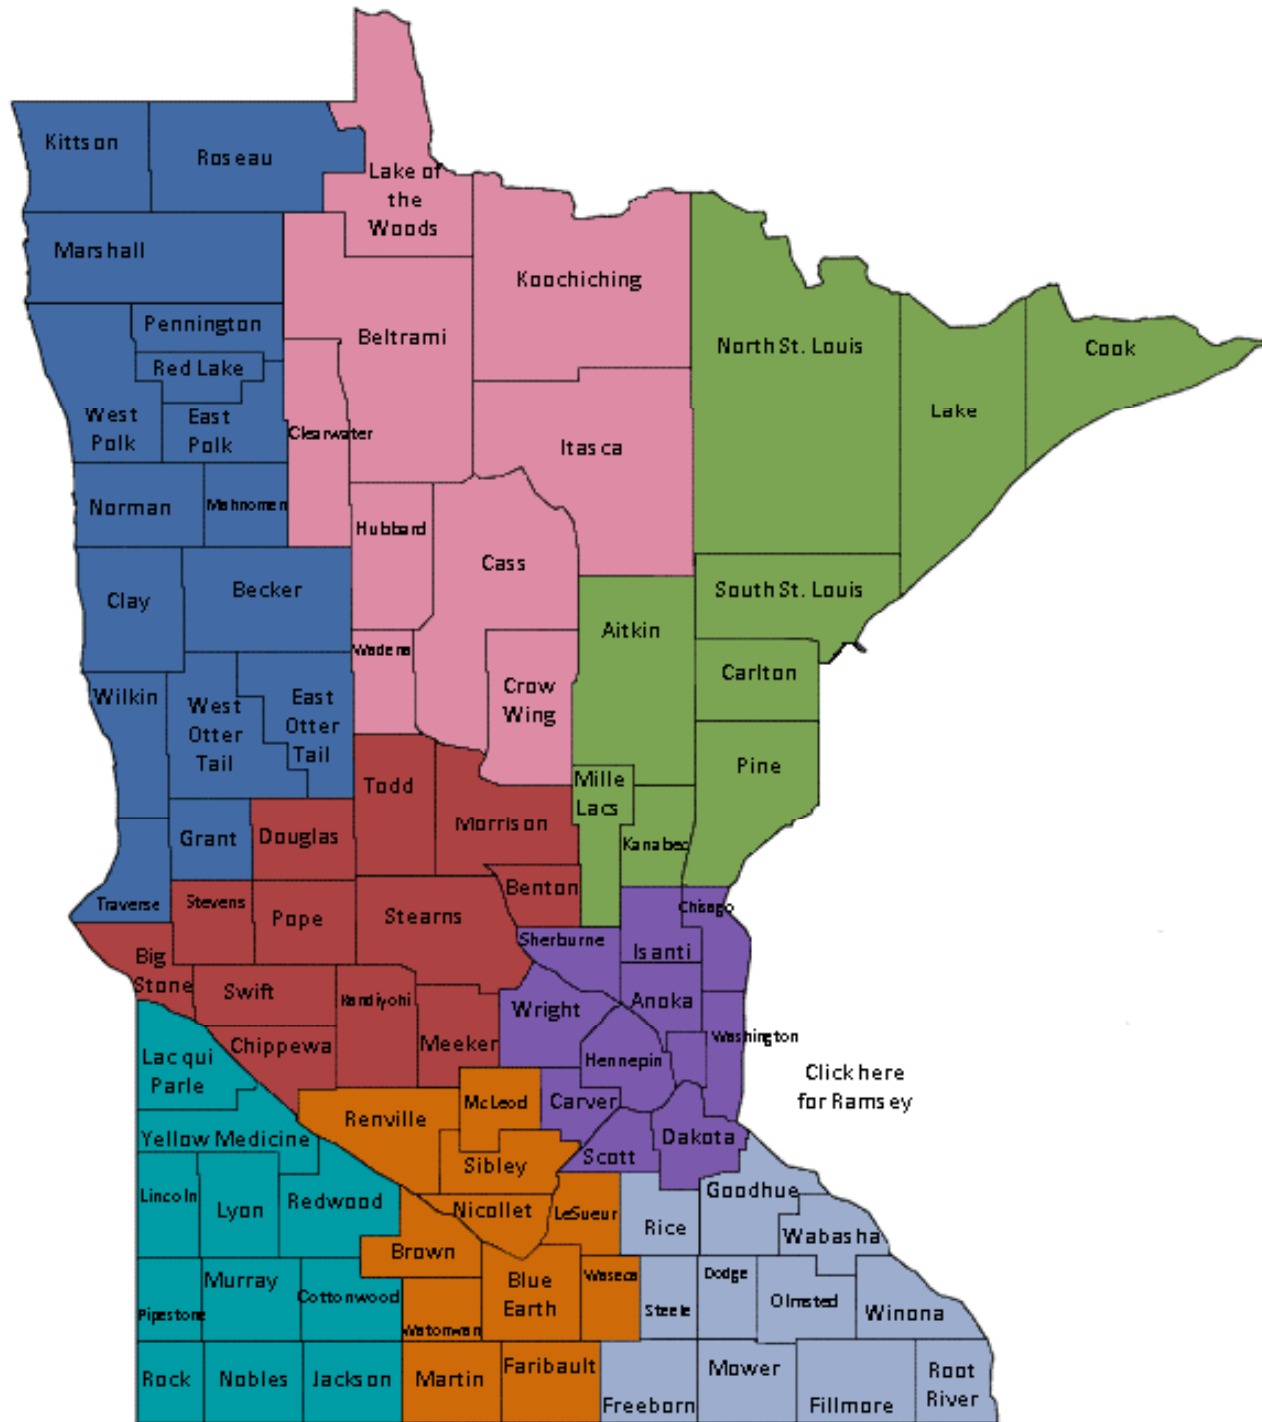 Kittson
Roseau
Lake of
the
Woods
Marshall
Koochiching
Pennington
Beltrami
North St. Louis
Cook
Red Lake
West
Polk
East
Polk
Clearwater
Lake
Itasca
Norman
Mahnomen
Hubbard
Cass
Clay
Becker
South St. Louis
Aitkin
Wadena
Carlton
Wilkin
West
Otter
Tail
East
Otter
Tail
Crow
Wing
Pine
Todd
Mille
Lacs
Grant
Douglas
Morrison
Kanabec
Traverse
Stevens
Pope
Stearns
Benton
Chisago
Sherburne
Isanti
Big
Stone
Swift
Kandiyohi
Wright
Anoka
Washington
Lac qui
Parle
Chippewa
Meeker
Hennepin
Click here
for Ramsey
Renville
McLeod
Carver
Yellow Medicine
Sibley
Scott
Dakota
Lincoln
Lyon
Redwood
Nicollet
LeSueur
Rice
Goodhue
Wabasha
Brown
Murray
Cottonwood
Pipestone
Watonwan
Blue
Earth
Waseca
Steele
Dodge
Olmsted
Winona
Rock
Nobles
Jackson
Martin
Faribault
Freeborn
Mower
Fillmore
Root
River